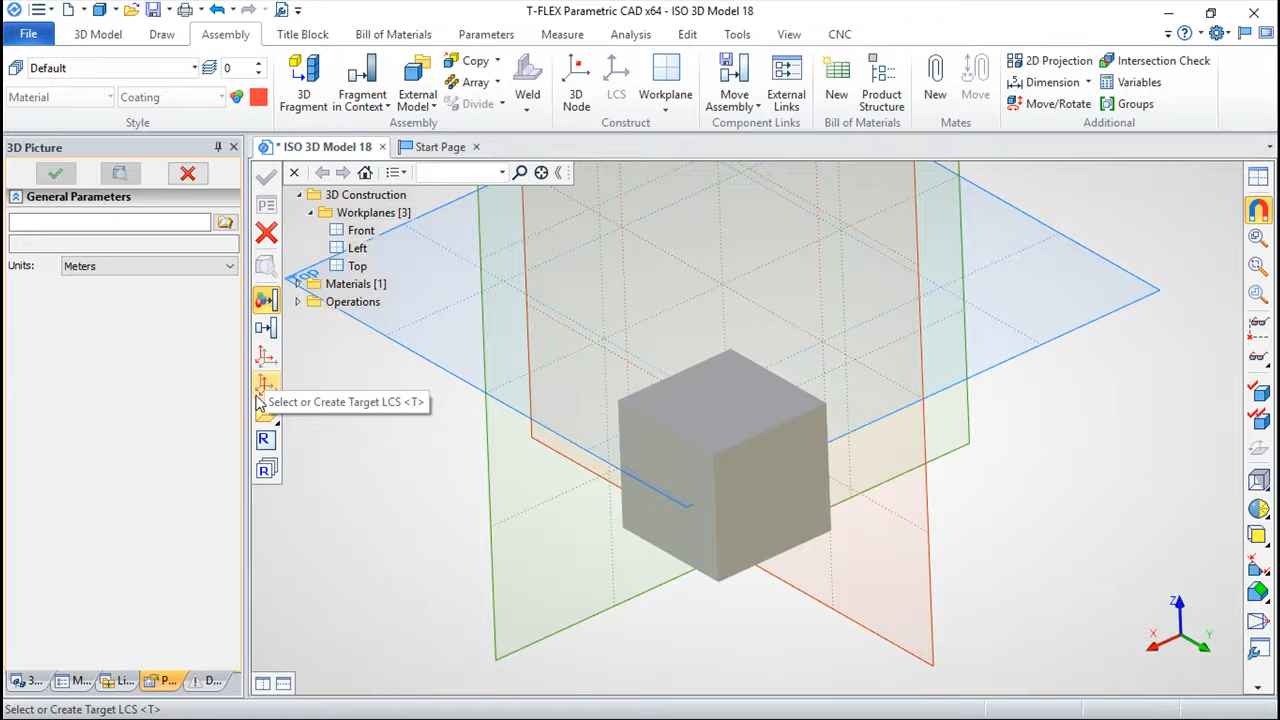 T-FLEX Parametric CAD x64 - ISO 3D Model 18
File
3D Model
Draw
Assembly
Title Block
Bill of Materials
Parameters
Measure
Analysis
Edit
Tools
View
CNC
Default
0
Material
Coating
Style
3D Fragment
Fragment in Context
External Model
Copy
Array
Divide
Weld
Assembly
3D Node
LCS
Workplane
Construct
Move Assembly
External Links
Component Links
New
Product Structure
Bill of Materials
New
Move
Mates
2D Projection
Dimension
Move/Rotate
Intersection Check
Variables
Groups
Additional
3D Picture
General Parameters
Units:
Meters
* ISO 3D Model 18
Start Page
3D Construction
Workplanes [3]
Front
Left
Top
Materials [1]
Operations
Top
Select or Create Target LCS <T>
R
R
Z
X
Y
3...
M...
Li...
P...
D...
Select or Create Target LCS <T>